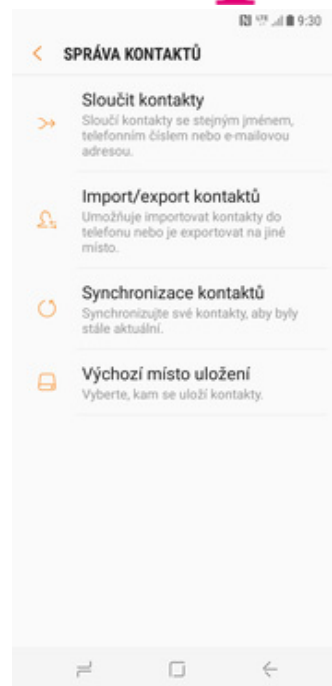 9:30
SPRÁVA KONTAKTŮ
Sloučit kontakty
Sloučí kontakty se stejným jménem,
telefonním číslem nebo e-mailovou
adresou.
Import/export kontaktů
Umožňuje importovat kontakty do
telefonu nebo je exportovat na jiné
místo.
Synchronizace kontaktů
Synchronizujte své kontakty, aby byly
stále aktuální.
Výchozí místo uložení
Vyberte, kam se uloží kontakty.